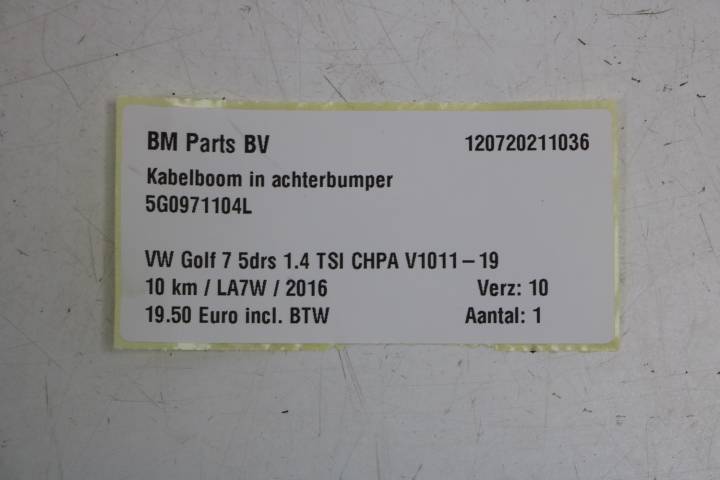 BM Parts BV 120720211036
Kabelboom in achterbumper
5G0971104L
VW Golf 7 5drs 1.4 TSI CHPA V1011-19
10 km / LA7W / 2016 Verz: 10
19.50 Euro incl. BTW Aantal: 1